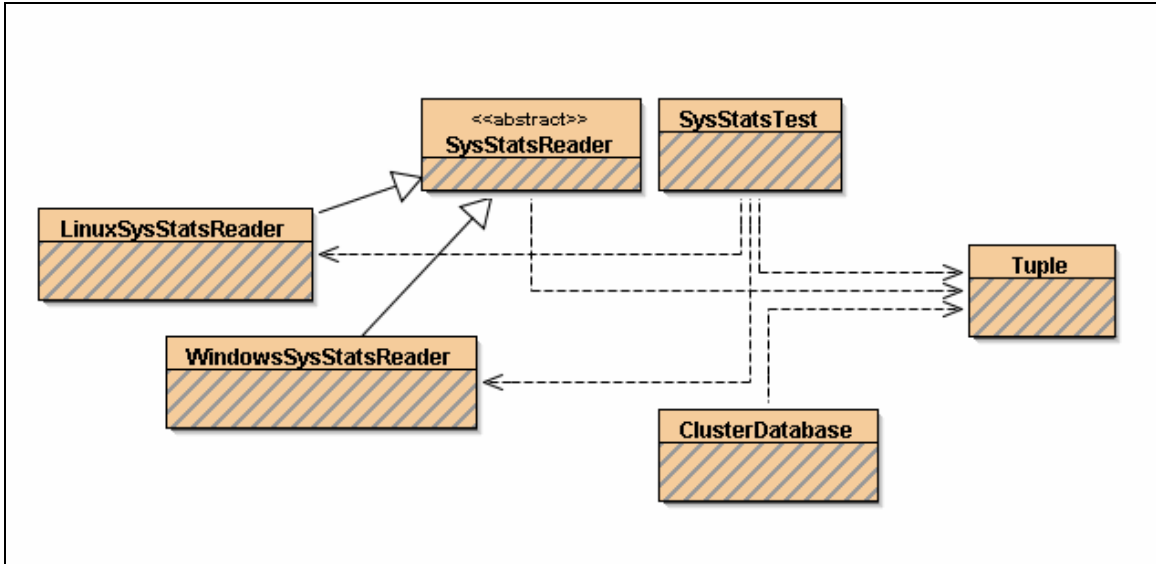 <<abstract>>
SysStatsReader
SysStatsTest
LinuxSysStatsReader
Tuple
WindowsSysStatsReader
ClusterDatabase